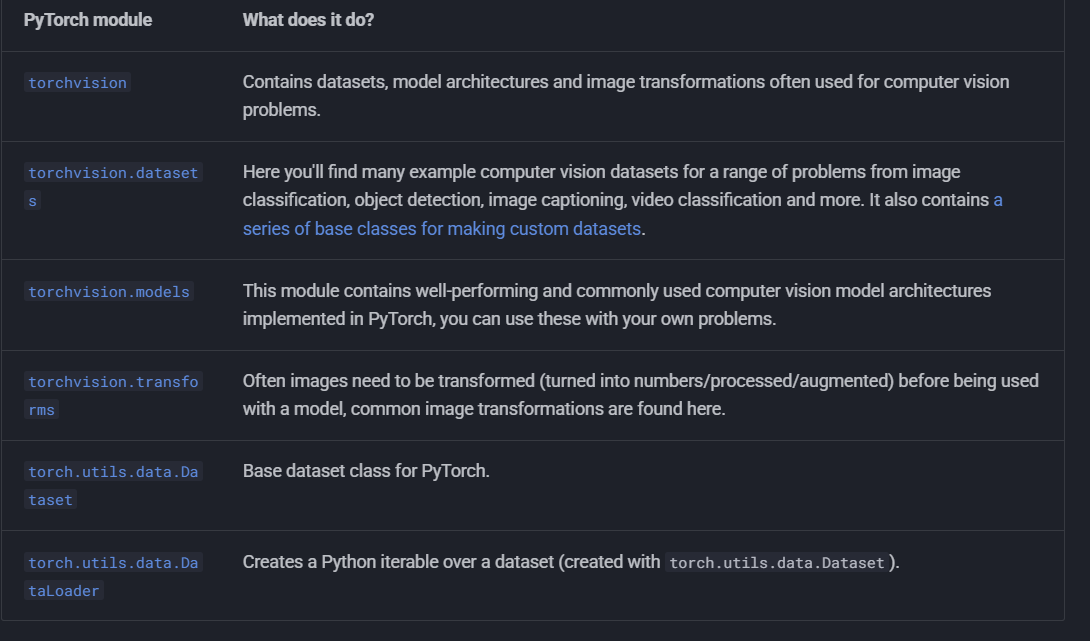 PyTorch module What does it do?
torchvision Contains datasets, model architectures and image transformations often used for computer vision
problems.
torchvision.dataset Here you'll find many example computer vision datasets for a range of problems from image
s classification, object detection, image captioning, video classification and more. It also contains a
series of base classes for making custom datasets.
torchvision.models This module contains well-performing and commonly used computer vision model architectures
implemented in PyTorch, you can use these with your own problems.
torchvision.transfo Often images need to be transformed (turned into numbers/processed/augmented) before being used
rms with a model, common image transformations are found here.
torch.utils.data.Da Base dataset class for PyTorch.
taset
torch.utils.data.Da Creates a Python iterable over a dataset (created with torch.utils.data.Dataset ).
taLoader